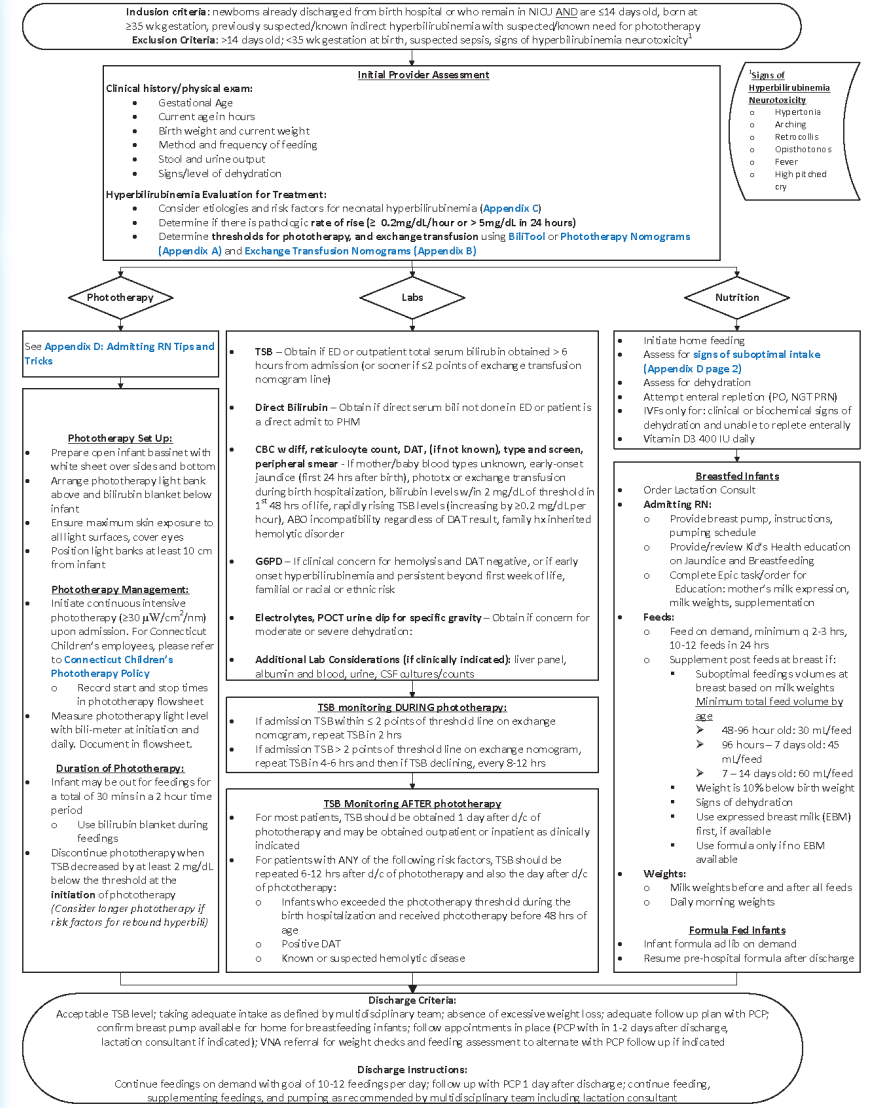 Inclusion criteria: newborns already discharged from birth hospital or who remain in NICU AND are ≤14 days old, born at
≥35 wk gestation, previously suspected/known indirect hyperbilirubinemia with suspected/known need for phototherapy
Exclusion Criteria: >14 days old; <35 wk gestation at birth, suspected sepsis, signs of hyperbilirubinemia neurotoxicity1
Initial Provider Assessment
Clinical history/physical exam:
• Gestational Age
• Current age in hours
• Birth weight and current weight
• Method and frequency of feeding
• Stool and urine output
• Signs/level of dehydration
Hyperbilirubinemia Evaluation for Treatment:
• Consider etiologies and risk factors for neonatal hyperbilirubinemia (Appendix C)
• Determine if there is pathologic rate of rise (≥ 0.2mg/dL/hour or > 5mg/dL in 24 hours)
• Determine thresholds for phototherapy, and exchange transfusion using BiliTool or Phototherapy Nomograms
(Appendix A) and Exchange Transfusion Nomograms (Appendix B)
1Signs of
Hyperbilirubinemia
Neurotoxicity
o Hypertonia
o Arching
o Retrocollis
o Opisthotonos
o Fever
o High pitched
cry
Phototherapy
See Appendix D: Admitting RN Tips and
Tricks
Phototherapy Set Up:
• Prepare open infant bassinet with
white sheet over sides and bottom
• Arrange phototherapy light bank
above and bilirubin blanket below
infant
• Ensure maximum skin exposure to
all light surfaces, cover eyes
• Position light banks at least 10 cm
from infant
Phototherapy Management:
• Initiate continuous intensive
phototherapy (≥30 µW/cm2/nm)
upon admission. For Connecticut
Children's employees, please refer
to Connecticut Children's
Phototherapy Policy
o Record start and stop times
in phototherapy flowsheet
• Measure phototherapy light level
with bili-meter at initiation and
daily. Document in flowsheet.
Duration of Phototherapy:
• Infant may be out for feedings for
a total of 30 mins in a 2 hour time
period
o Use bilirubin blanket during
feedings
• Discontinue phototherapy when
TSB decreased by at least 2 mg/dL
below the threshold at the
initiation of phototherapy
(Consider longer phototherapy if
risk factors for rebound hyperbili)
Labs
• TSB – Obtain if ED or outpatient total serum bilirubin obtained > 6
hours from admission (or sooner if ≤2 points of exchange transfusion
nomogram line)
• Direct Bilirubin – Obtain if direct serum bili not done in ED or patient is
a direct admit to PHM
• CBC w diff, reticulocyte count, DAT, (if not known), type and screen,
peripheral smear - If mother/baby blood types unknown, early-onset
jaundice (first 24 hrs after birth), phototx or exchange transfusion
during birth hospitalization, bilirubin levels w/in 2 mg/dL of threshold in
1st 48 hrs of life, rapidly rising TSB levels (increasing by ≥0.2 mg/dL per
hour), ABO incompatibility regardless of DAT result, family hx inherited
hemolytic disorder
• G6PD – If clinical concern for hemolysis and DAT negative, or if early
onset hyperbilirubinemia and persistent beyond first week of life,
familial or racial or ethnic risk
• Electrolytes, POCT urine dip for specific gravity – Obtain if concern for
moderate or severe dehydration:
• Additional Lab Considerations (if clinically indicated): liver panel,
albumin and blood, urine, CSF cultures/counts
TSB monitoring DURING phototherapy:
• If admission TSB within ≤ 2 points of threshold line on exchange
nomogram, repeat TSB in 2 hrs
• If admission TSB > 2 points of threshold line on exchange nomogram,
repeat TSB in 4-6 hrs and then if TSB declining, every 8-12 hrs
TSB Monitoring AFTER phototherapy
• For most patients, TSB should be obtained 1 day after d/c of
phototherapy and may be obtained outpatient or inpatient as clinically
indicated
• For patients with ANY of the following risk factors, TSB should be
repeated 6-12 hrs after d/c of phototherapy and also the day after d/c
of phototherapy:
o Infants who exceeded the phototherapy threshold during the
birth hospitalization and received phototherapy before 48 hrs of
age
o Positive DAT
o Known or suspected hemolytic disease
Nutrition
• Initiate home feeding
• Assess for signs of suboptimal intake
(Appendix D page 2)
• Assess for dehydration
• Attempt enteral repletion (PO, NGT PRN)
• IVFs only for: clinical or biochemical signs of
dehydration and unable to replete enterally
• Vitamin D3 400 IU daily
Breastfed Infants
• Order Lactation Consult
• Admitting RN:
o Provide breast pump, instructions,
pumping schedule
o Provide/review Kid's Health education
on Jaundice and Breastfeeding
o Complete Epic task/order for
Education: mother's milk expression,
milk weights, supplementation
• Feeds:
o Feed on demand, minimum q 2-3 hrs,
10-12 feeds in 24 hrs
o Supplement post feeds at breast if:
▪ Suboptimal feedings volumes at
breast based on milk weights
Minimum total feed volume by
age
➢ 48-96 hour old: 30 mL/feed
➢ 96 hours – 7 days old: 45
mL/feed
➢ 7 – 14 days old: 60 mL/feed
▪ Weight is 10% below birth weight
▪ Signs of dehydration
▪ Use expressed breast milk (EBM)
first, if available
▪ Use formula only if no EBM
available
• Weights:
o Milk weights before and after all feeds
o Daily morning weights
Formula Fed Infants
• Infant formula ad lib on demand
• Resume pre-hospital formula after discharge
Discharge Criteria:
Acceptable TSB level; taking adequate intake as defined by multidisciplinary team; absence of excessive weight loss; adequate follow up plan with PCP;
confirm breast pump available for home for breastfeeding infants; follow appointments in place (PCP with in 1-2 days after discharge,
lactation consultant if indicated); VNA referral for weight checks and feeding assessment to alternate with PCP follow up if indicated
Discharge Instructions:
Continue feedings on demand with goal of 10-12 feedings per day; follow up with PCP 1 day after discharge; continue feeding,
supplementing feedings, and pumping as recommended by multidisciplinary team including lactation consultant